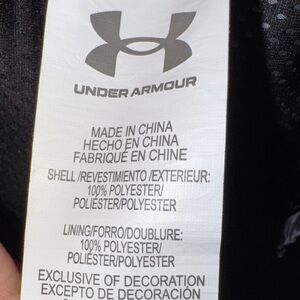 UNDER ARMOUR
MADE IN CHINA
HECHO EN CHINA
FABRIQUÉ EN CHINE
SHELL /REVESTIMIENTO /EXTERIEUR:
100% POLYESTER/
POLIÉSTER/POLYESTER
LINING/FORRO/DOUBLURE:
100% POLYESTER/
POLIÉSTER/POLYESTER
EXCLUSIVE OF DECORATION
EXCEPTO DE DECORACIÓN